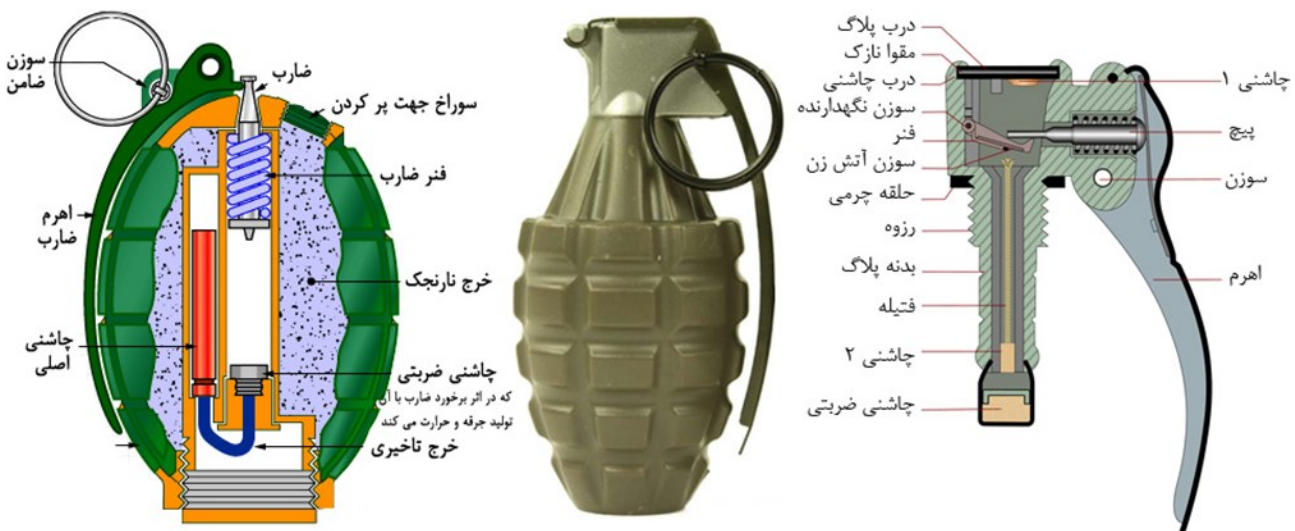 سوزن
ضامن
ضارب
سوراخ جهت پر کردن
فنر ضارب
اهرم
ضارب
خرج نارنجک
چاشنی
اصلی
چاشنی ضربتی
که در اثر برخورد ضارب با آن
تولید جرقه و حرارت می کند
خرج تاخیری
درب پلاگ
مقوا نازک
درب چاشنی
سوزن نگهدارنده
فنر
سوزن آتش زن
حلقه چرمی
رزوه
بدنه پلاگ
فتیله
چاشنی ۲
چاشنی ضربتی
چاشنی ۱
پیچ
سوزن
اهرم